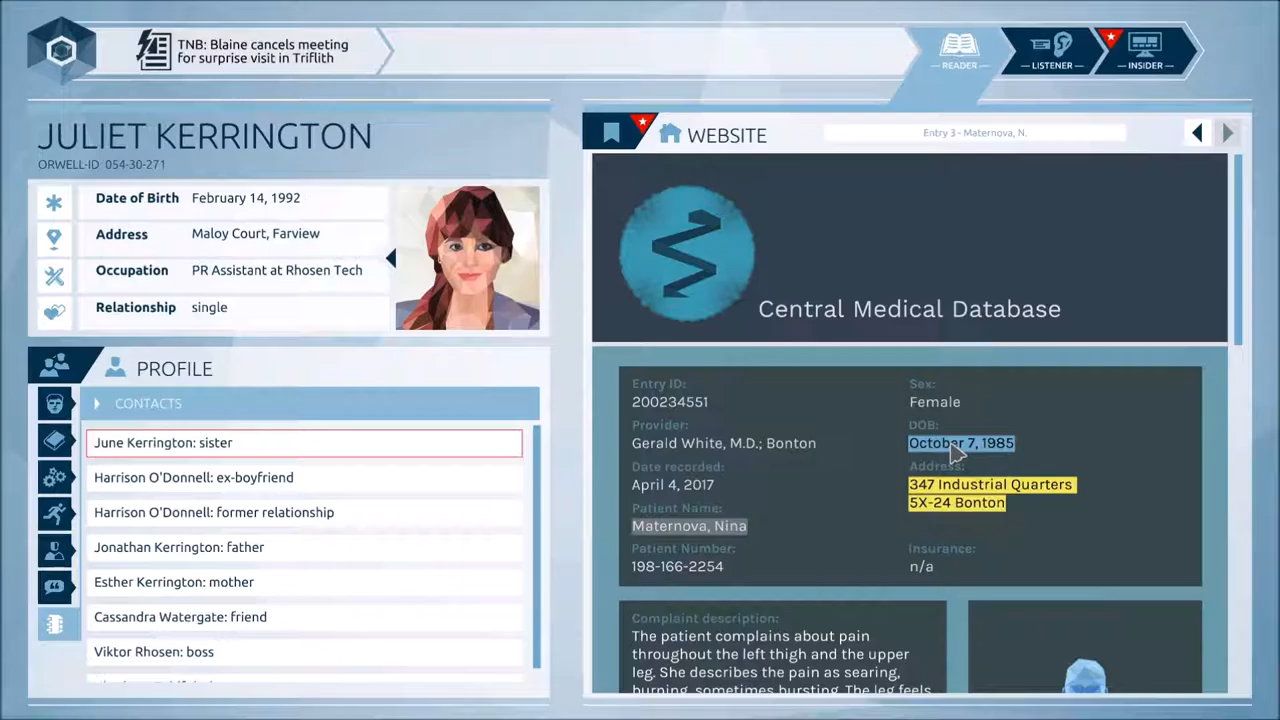 TNB: Blaine cancels meeting
for surprise visit in Triflith
READER
LISTENER
INSIDER
JULIET KERRINGTON
ORWELL-ID 054-30-271
Date of Birth February 14, 1992
Address Maloy Court, Farview
Occupation PR Assistant at Rhosen Tech
Relationship single
PROFILE
CONTACTS
June Kerrington: sister
Harrison O'Donnell: ex-boyfriend
Harrison O'Donnell: former relationship
Jonathan Kerrington: father
Esther Kerrington: mother
Cassandra Watergate: friend
Viktor Rhosen: boss
WEBSITE
Entry 3 - Maternova, N.
Central Medical Database
Entry ID:
200234551
Provider:
Gerald White, M.D.; Bonton
Date recorded:
April 4, 2017
Patient Name:
Maternova, Nina
Patient Number:
198-166-2254
Sex:
Female
DOB:
October 7, 1985
Address:
347 Industrial Quarters
5X-24 Bonton
Insurance:
n/a
Complaint description:
The patient complains about pain
throughout the left thigh and the upper
leg. She describes the pain as searing,
burning, sometimes bursting. The leg feels